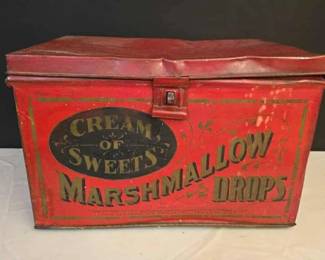 CREAM
OF
SWEETS
MARSHMALLOW
DROPS.